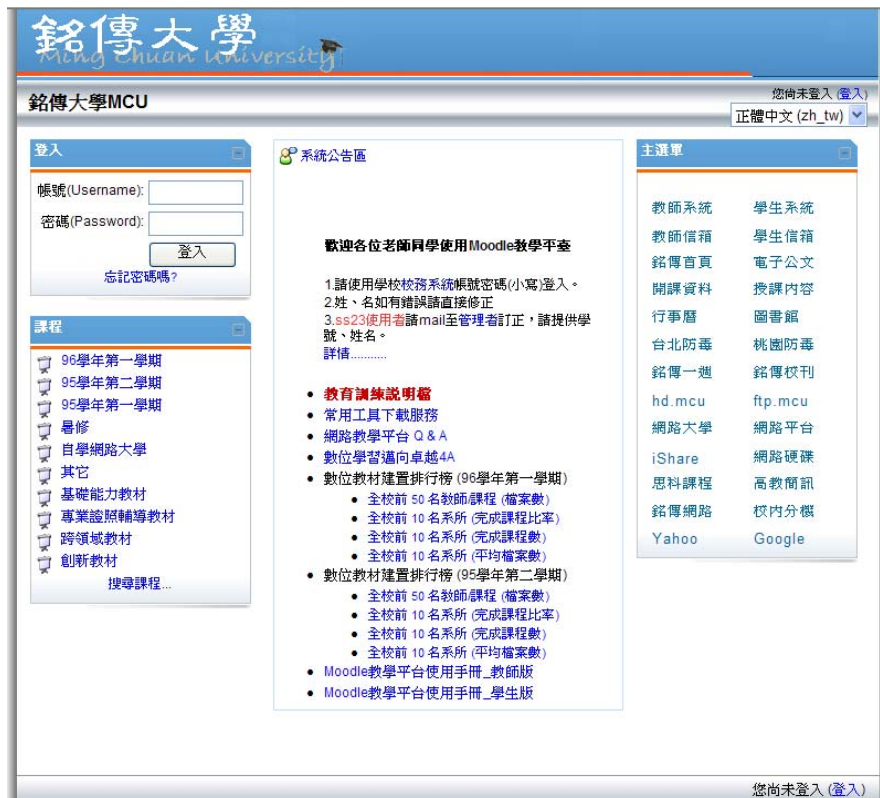 銘傳大學
Ming Chuan University
銘傳大學MCU
您尚未登入 (登入)
正體中文 (zh_tw)
登入
帳號(Username):
密碼(Password):
登入
忘記密碼嗎?
課程
96學年第一學期
95學年第二學期
95學年第一學期
暑修
自學網路大學
其它
基礎能力教材
專業證照輔導教材
跨領域教材
創新教材
搜尋課程...
系統公告區
歡迎各位老師同學使用Moodle教學平臺
1.請使用學校校務系統帳號密碼(小寫)登入。
2.姓、名如有錯誤請直接修正
3.ss23使用者請mail至管理者訂正,請提供學
號、姓名。
詳情...........
教育訓練說明檔
常用工具下載服務
網路教學平台 Q & A
數位學習邁向卓越4A
數位教材建置排行榜 (96學年第一學期)
全校前 50 名教師/課程 (檔案數)
全校前 10 名系所 (完成課程比率)
全校前 10 名系所 (完成課程數)
全校前 10 名系所 (平均檔案數)
數位教材建置排行榜 (95學年第二學期)
全校前 50 名教師/課程 (檔案數)
全校前 10 名系所 (完成課程比率)
全校前 10 名系所 (完成課程數)
全校前 10 名系所 (平均檔案數)
Moodle教學平台使用手冊_教師版
Moodle教學平台使用手冊_學生版
主選單
教師系統 學生系統
教師信箱 學生信箱
銘傳首頁 電子公文
開課資料 授課內容
行事曆 圖書館
台北防毒 桃園防毒
銘傳一週 銘傳校刊
hd.mcu ftp.mcu
網路大學 網路平台
iShare 網路硬碟
思科課程 高教簡訊
銘傳網路 校內分機
Yahoo Google
您尚未登入 (登入)